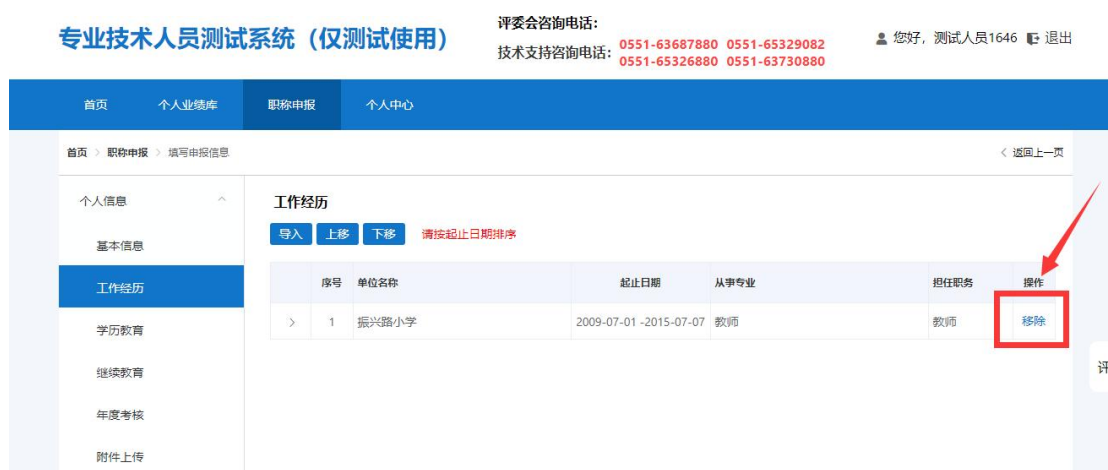 专业技术人员测试系统（仅测试使用）
评委会咨询电话：
技术支持咨询电话：
0551-63687880 0551-65329082
0551-65326880 0551-63730880
您好，测试人员1646 退出
首页 个人业绩库 职称申报 个人中心
首页 > 职称申报 > 填写申报信息
< 返回上一页
个人信息
基本信息
工作经历
学历教育
继续教育
年度考核
附件上传
工作经历
导入 上移 下移 请按起止日期排序
序号 单位名称 起止日期 从事专业 担任职务 操作
> 1 振兴路小学 2009-07-01 -2015-07-07 教师 教师 移除